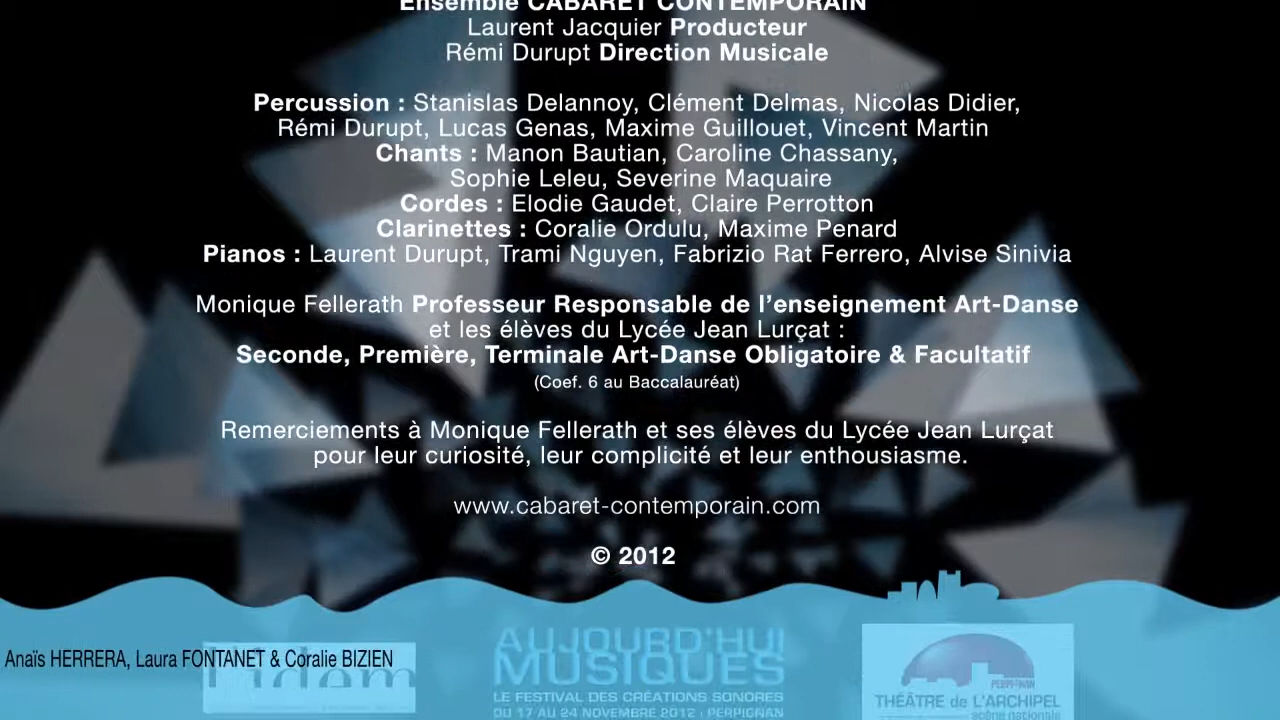 Ensemble CABARET CONTEMPORAIN
Laurent Jacquier Producteur
Rémi Durupt Direction Musicale
Percussion : Stanislas Delannoy, Clément Delmas, Nicolas Didier,
Rémi Durupt, Lucas Genas, Maxime Guillouet, Vincent Martin
Chants : Manon Bautian, Caroline Chassany,
Sophie Leleu, Severine Maquaire
Cordes : Elodie Gaudet, Claire Perrotton
Clarinettes : Coralie Ordulu, Maxime Penard
Pianos : Laurent Durupt, Trami Nguyen, Fabrizio Rat Ferrero, Alvise Sinivia
Monique Fellerath Professeur Responsable de l’enseignement Art-Danse
et les élèves du Lycée Jean Lurçat :
Seconde, Première, Terminale Art-Danse Obligatoire & Facultatif
(Coef. 6 au Baccalauréat)
Remerciements à Monique Fellerath et ses élèves du Lycée Jean Lurçat
pour leur curiosité, leur complicité et leur enthousiasme.
www.cabaret-contemporain.com
© 2012
Anaïs HERRERA, Laura FONTANET & Coralie BIZIEN
AUJOURD'HUI
MUSIQUES
LE FESTIVAL DES CRÉATIONS SONORES
DU 17 AU 24 NOVEMBRE 2012 : PERPIGNAN
PERPIGNAN
THÉÂTRE de L'ARCHIPEL
scène nationale